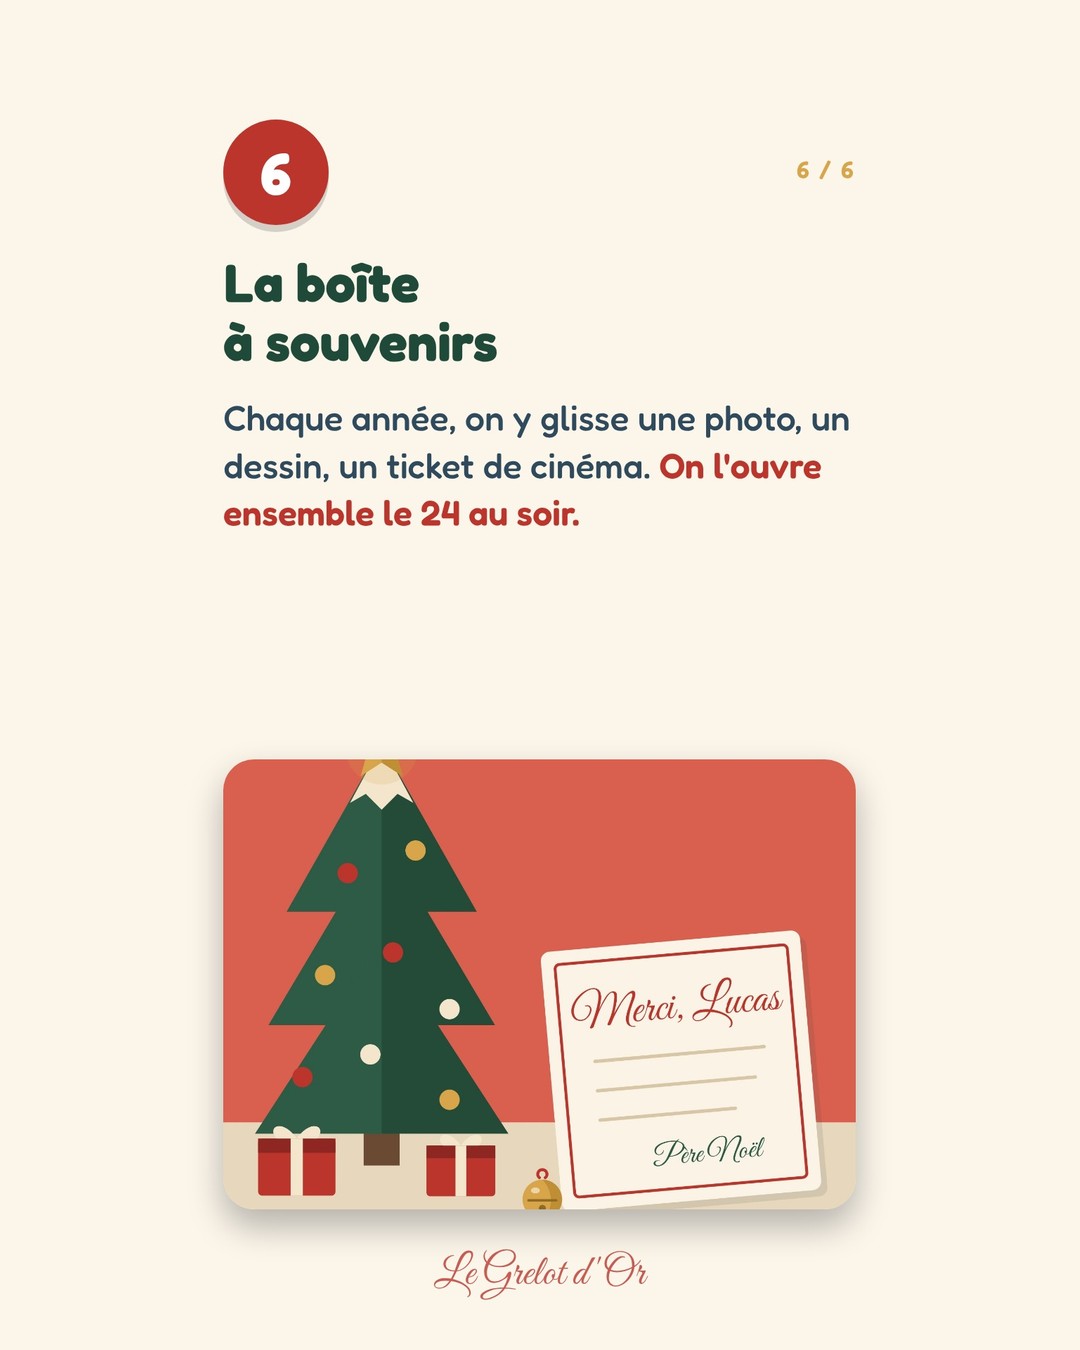 6
6 / 6
La boîte
à souvenirs
Chaque année, on y glisse une photo, un
dessin, un ticket de cinéma. On l'ouvre
ensemble le 24 au soir.
Merci, Lucas
Père Noël
Le Grelot d'Or